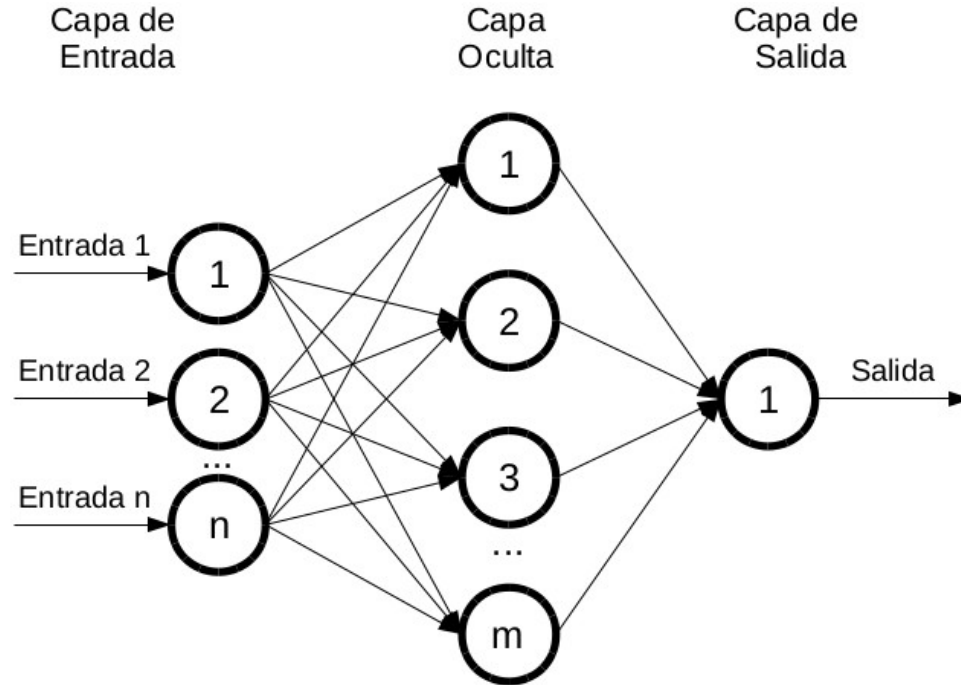 Capa de
Entrada
Capa
Oculta
Capa de
Salida
Entrada 1
Entrada 2
Entrada n
1
2
...
n
1
2
3
...
m
1
Salida